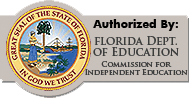 GREAT SEAL OF THE STATE OF FLORIDA
IN GOD WE TRUST
Authorized By:
FLORIDA DEPT.
OF EDUCATION
COMMISSION FOR
INDEPENDENT EDUCATION